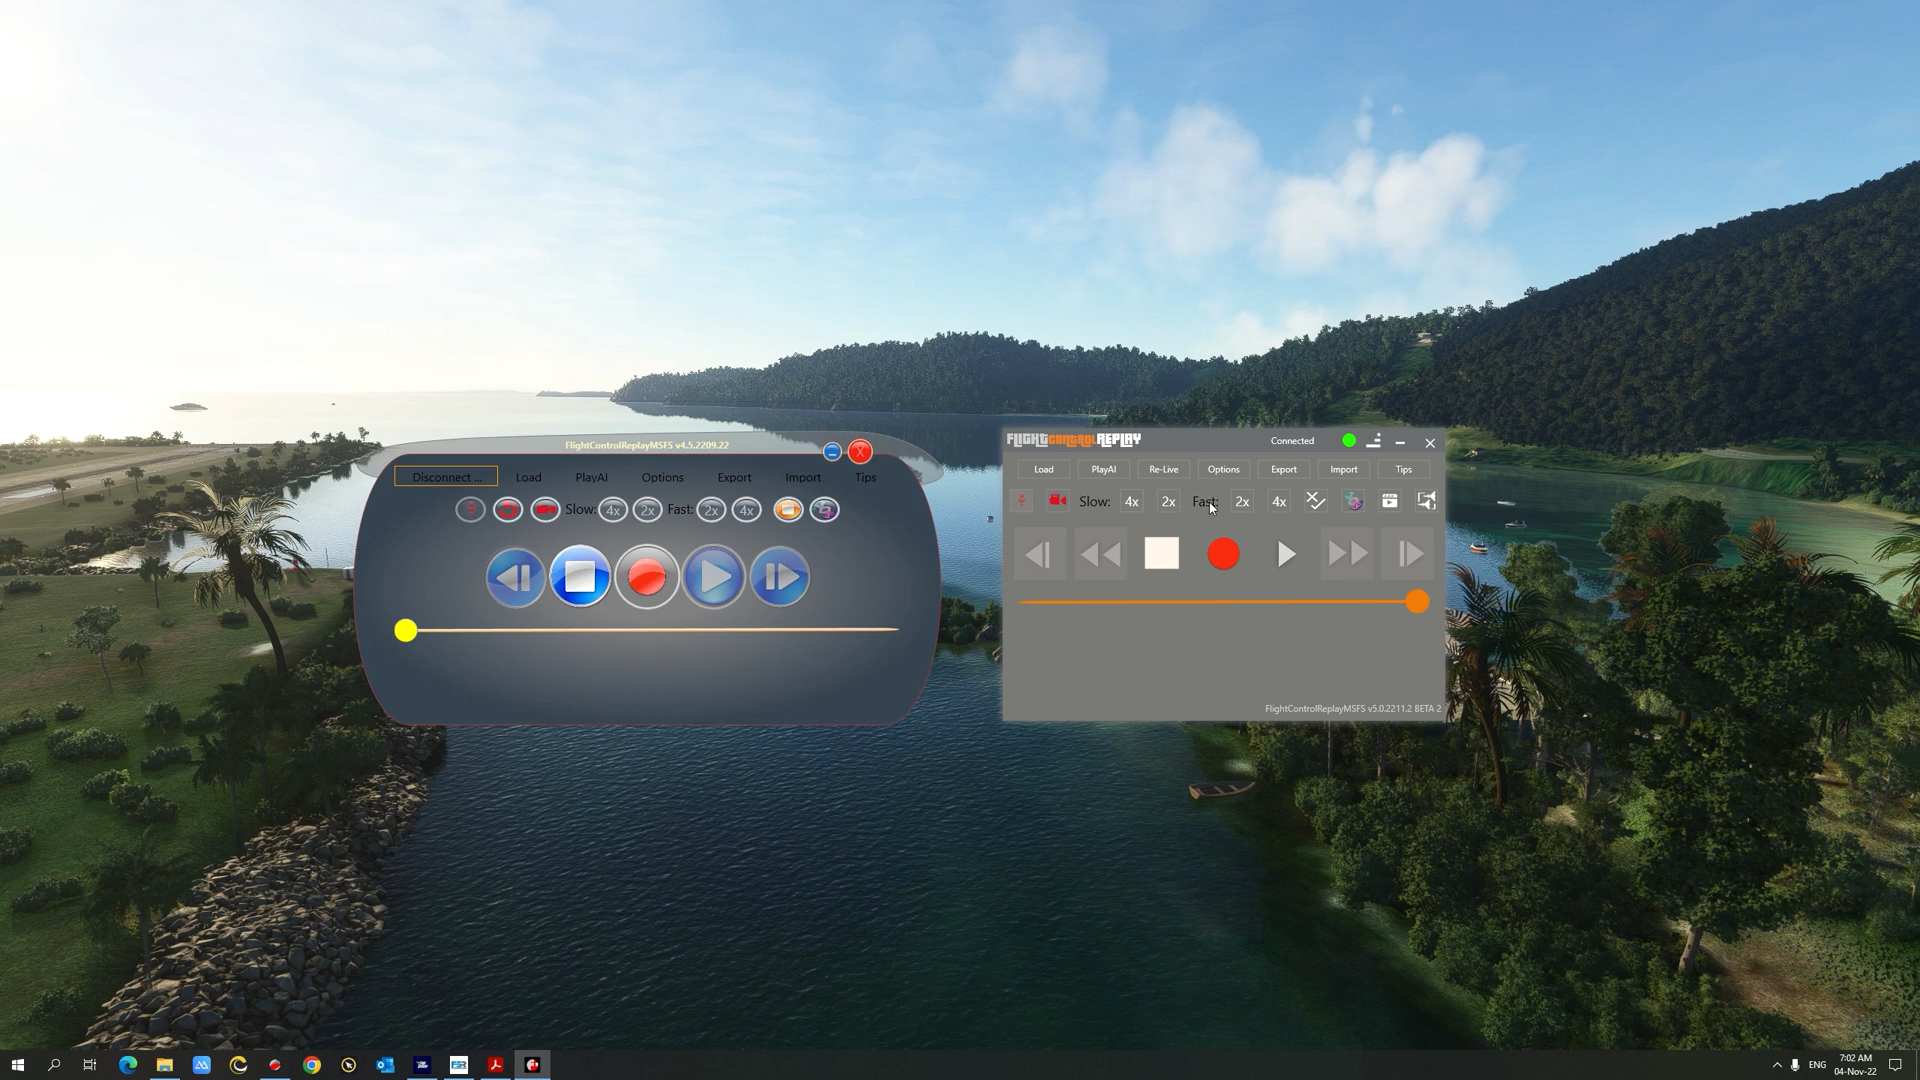 FlightControlReplayMSFS v4.5.2209.22
X
Disconnect ...
Load
PlayAI
Options
Export
Import
Tips
Slow:
4x
2x
Fast:
2x
4x
FLIGHTCONTROLREPLAY
Connected
Load
PlayAI
Re-Live
Options
Export
Import
Tips
Slow:
4x
2x
Fast:
2x
4x
FlightControlReplayMSFS v5.0.2211.2 BETA 2
ENG
7:02 AM
04-Nov-22